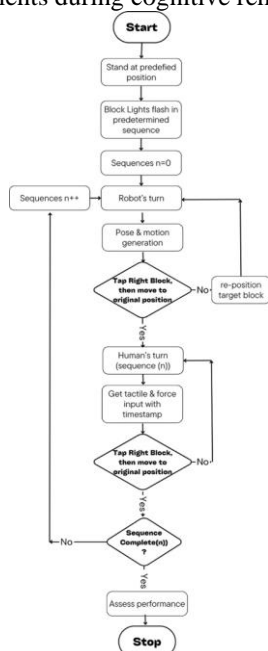 ents during cognitive
Start
Stand at predefied
position
Block Lights flash in
predetermined
sequence
Sequences n=0
Sequences n++
Robot's turn
Pose & motion
generation
Tap Right Block,
then move to
original position
No
re-position
target block
Yes
Human's turn
(sequence (n))
Get tactile & force
input with
timestamp
Tap Right Block,
then move to
original position
No
Yes
Sequence
Complete(n))
?
No
Yes
Assess performance
Stop